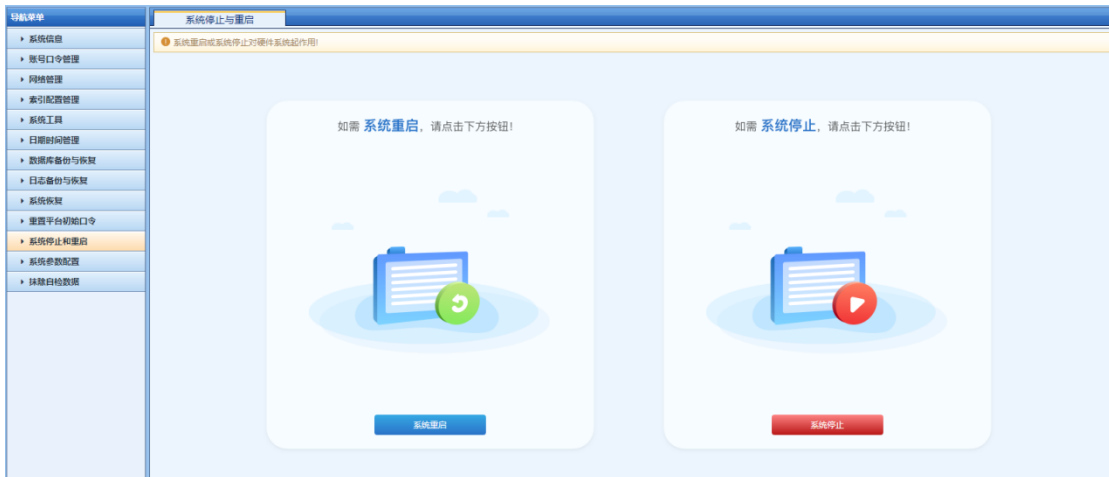 导航菜单
系统停止与重启
系统信息
账号口令管理
网络管理
索引配置管理
系统工具
日期时间管理
数据库备份与恢复
日志备份与恢复
系统恢复
重置平台初始口令
系统停止和重启
系统参数配置
抹除自检数据
系统重启或系统停止对硬件系统起作用!
如需 系统重启，请点击下方按钮!
系统重启
如需 系统停止，请点击下方按钮!
系统停止